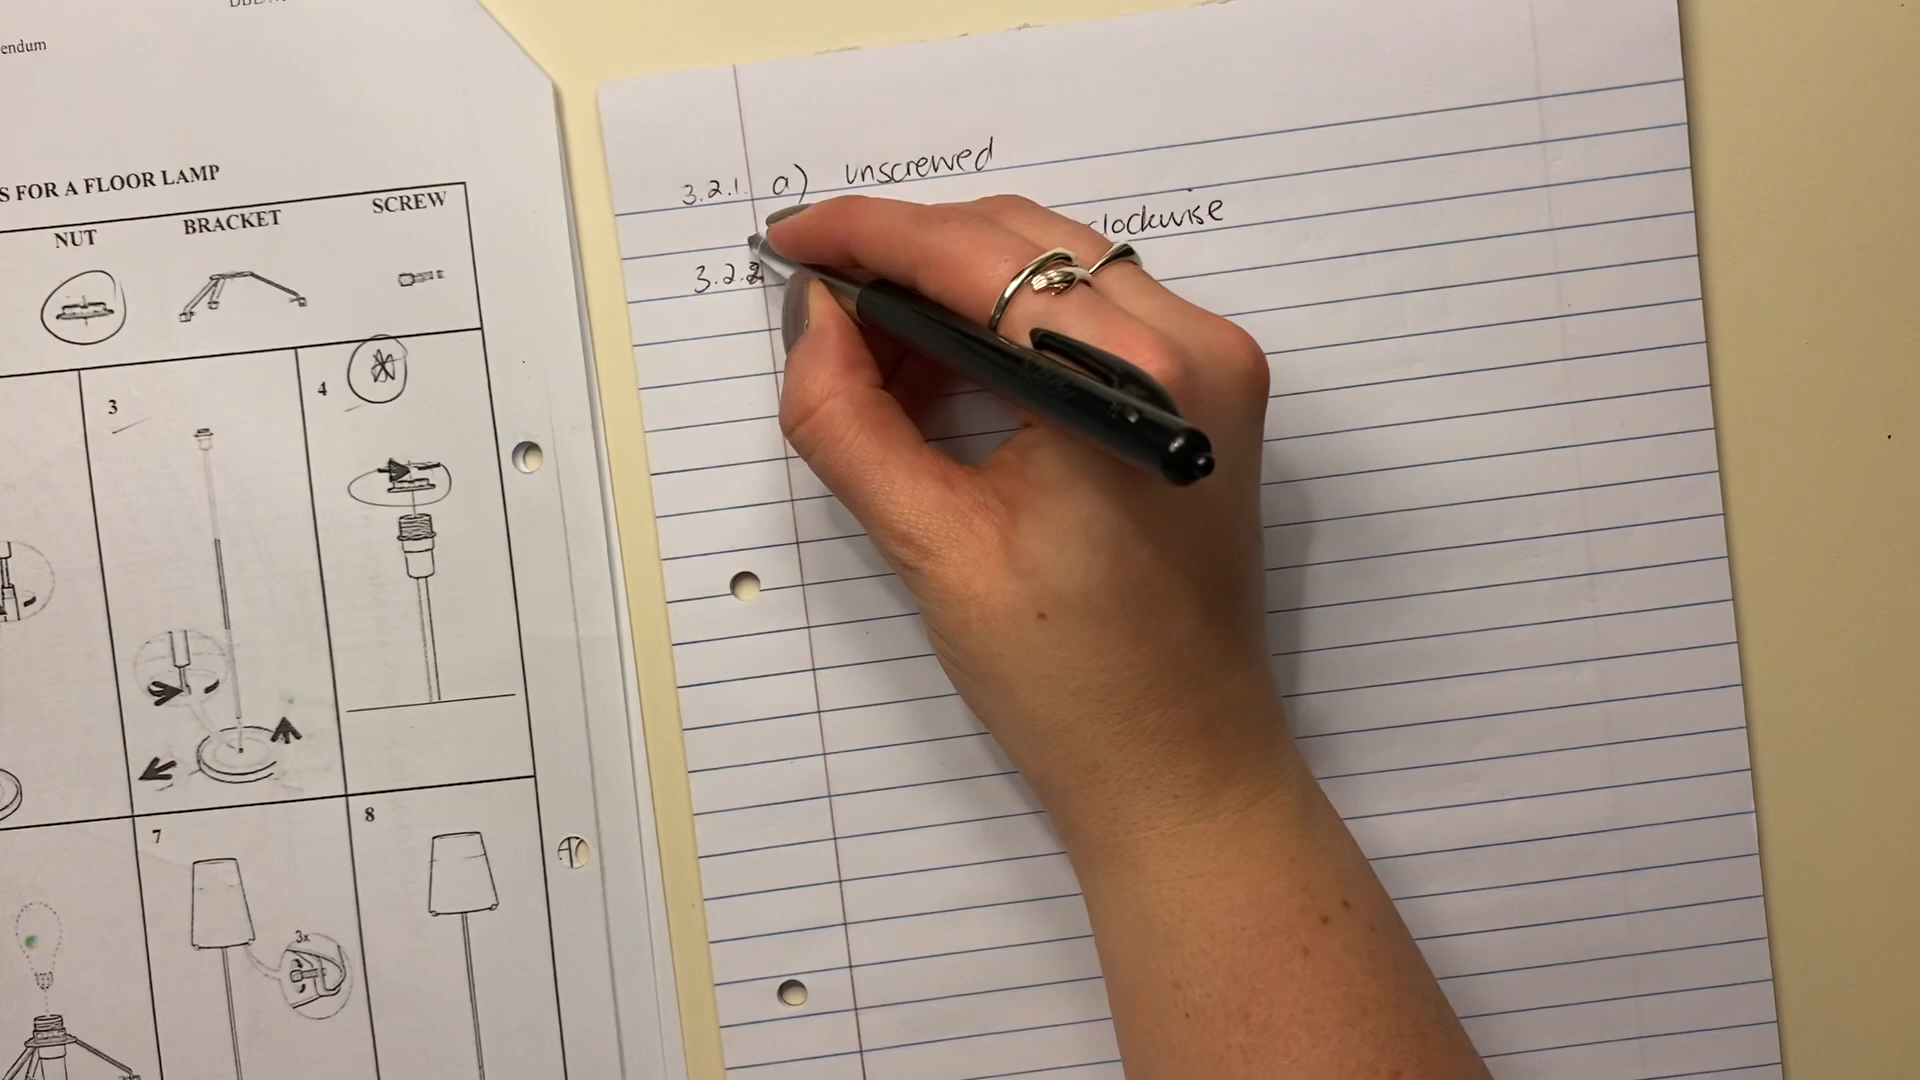 endum
S FOR A FLOOR LAMP
NUT BRACKET SCREW
3 4
7 8
3x
3.2.1. a) unscrewed
clockwise
3.2.2